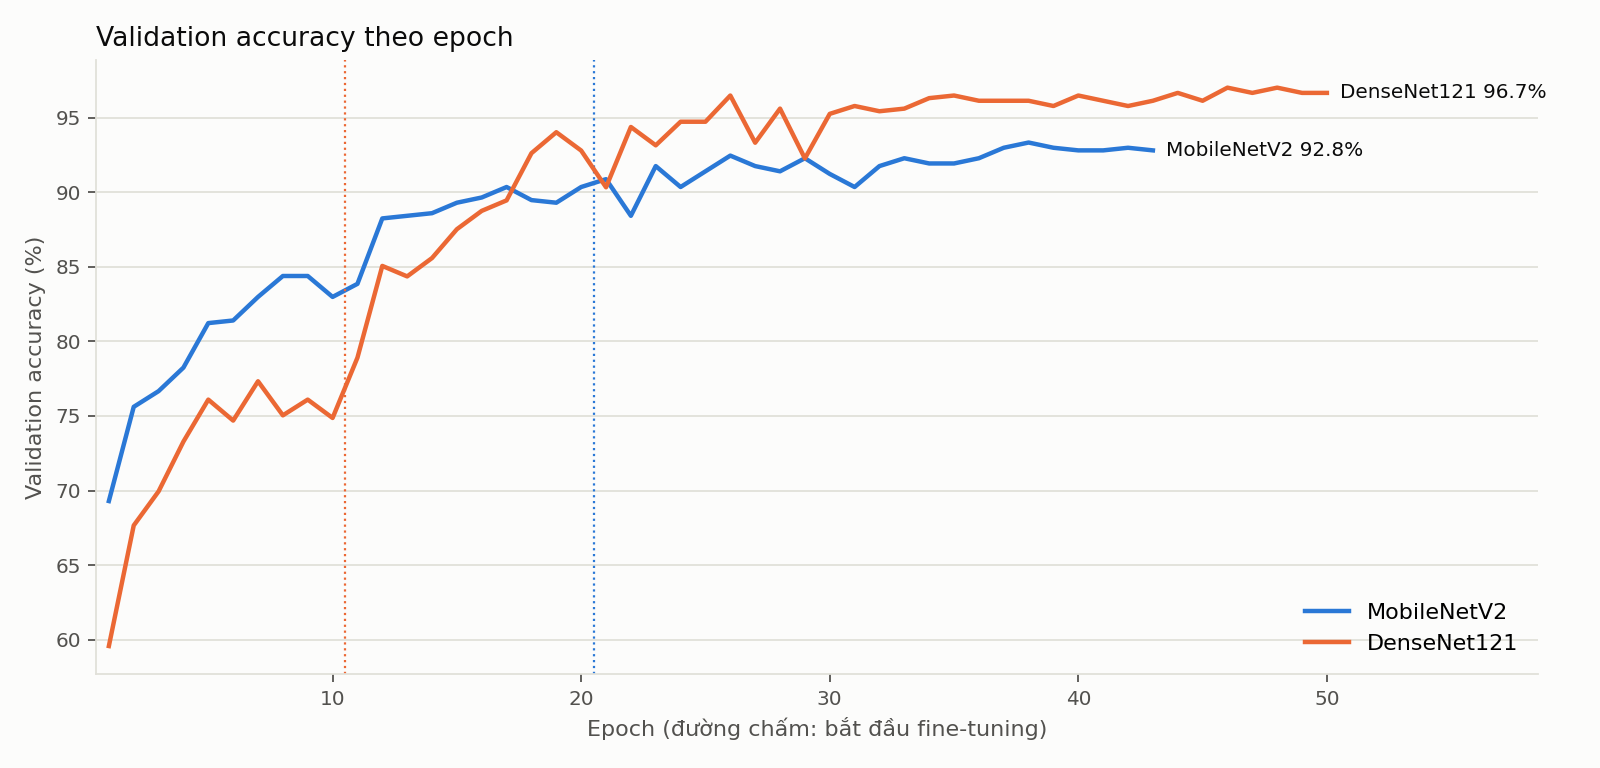 Validation accuracy theo epoch
DenseNet121 96.7%
MobileNetV2 92.8%
95
90
85
80
75
70
65
60
Validation accuracy (%)
MobileNetV2
DenseNet121
10 20 30 40 50
Epoch (đường chấm: bắt đầu fine-tuning)